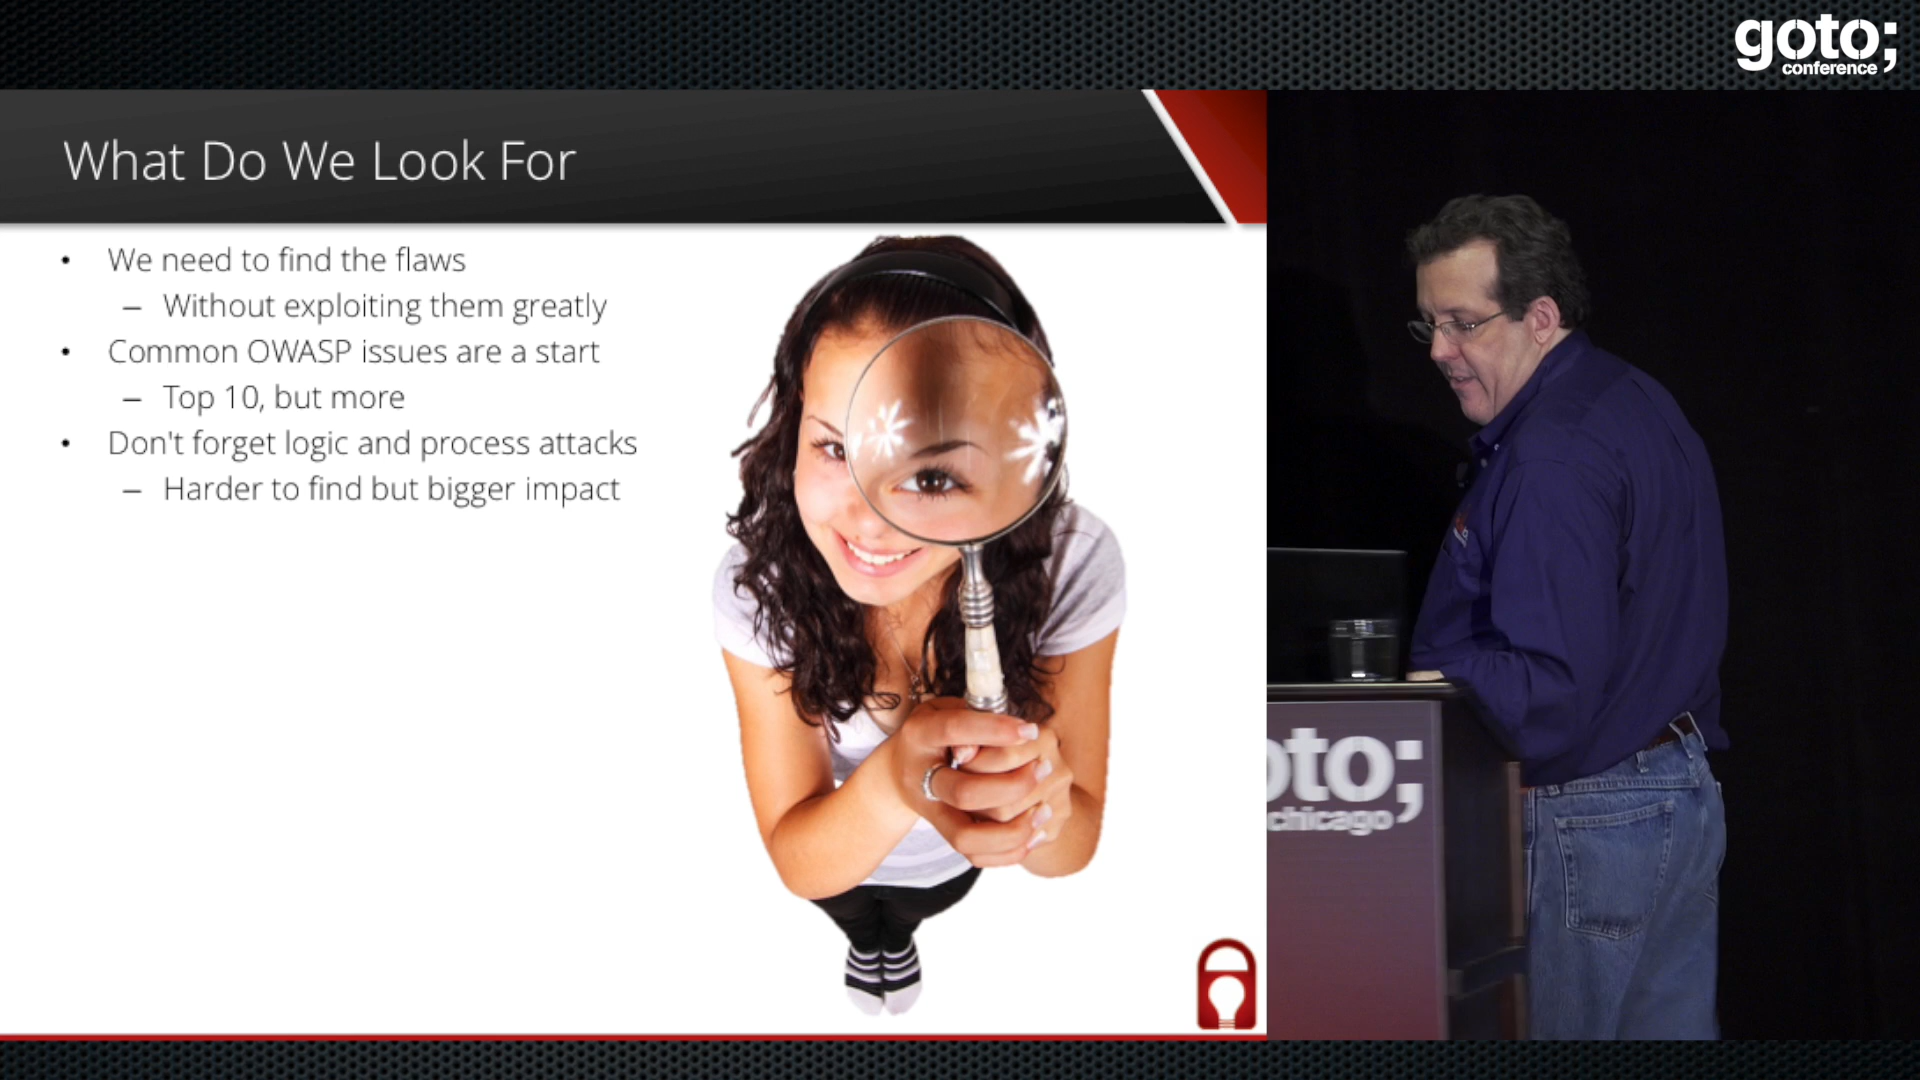 goto;
conference
What Do We Look For
• We need to find the flaws
– Without exploiting them greatly
• Common OWASP issues are a start
– Top 10, but more
• Don't forget logic and process attacks
– Harder to find but bigger impact
oto;
chicago